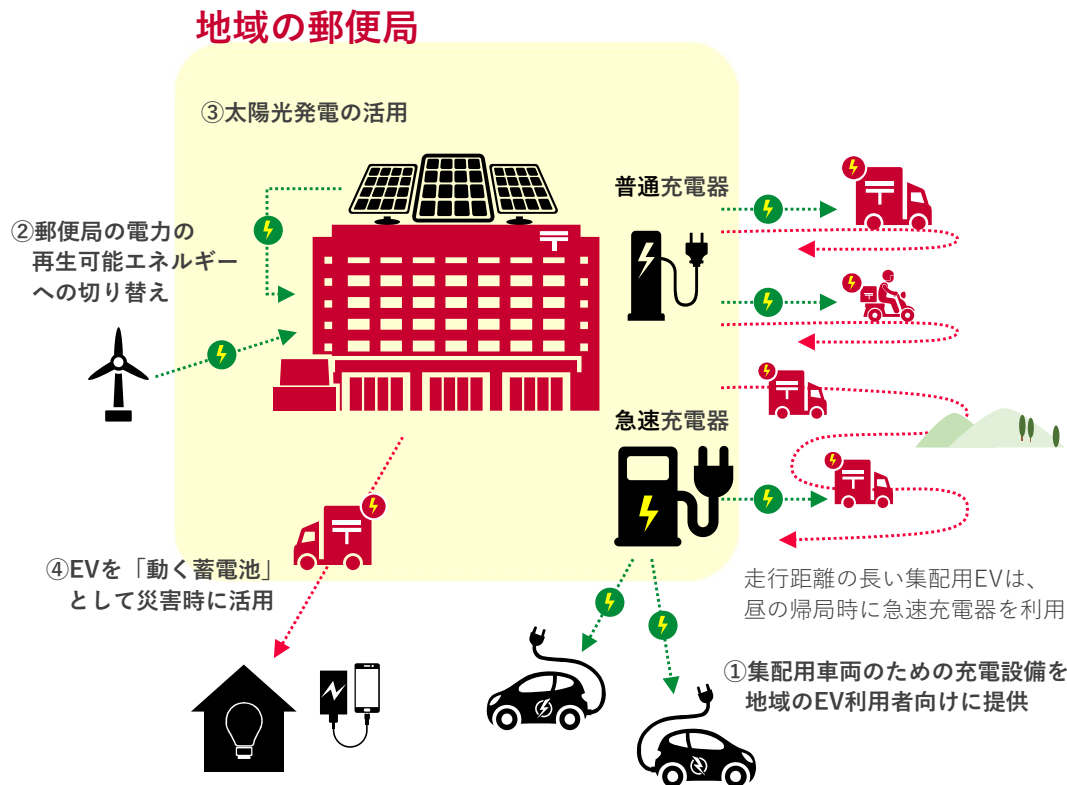 地域の郵便局
③太陽光発電の活用
普通充電器
②郵便局の電力の
再生可能エネルギー
への切り替え
急速充電器
④EVを「動く蓄電池」
として災害時に活用
走行距離の長い集配用EVは、
昼の帰局時に急速充電器を利用
①集配用車両のための充電設備を
地域のEV利用者向けに提供